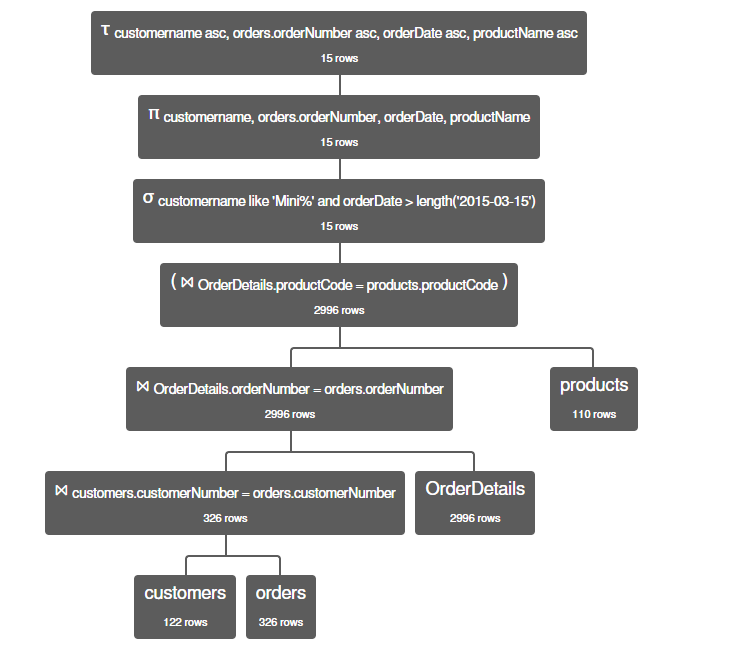 τ customername asc, orders.orderNumber asc, orderDate asc, productName asc
15 rows
π customername, orders.orderNumber, orderDate, productName
15 rows
σ customername like 'Mini%' and orderDate > length('2015-03-15')
15 rows
( ⋈ OrderDetails.productCode = products.productCode )
2996 rows
⋈ OrderDetails.orderNumber = orders.orderNumber
2996 rows
products
110 rows
⋈ customers.customerNumber = orders.customerNumber
326 rows
OrderDetails
2996 rows
customers
122 rows
orders
326 rows